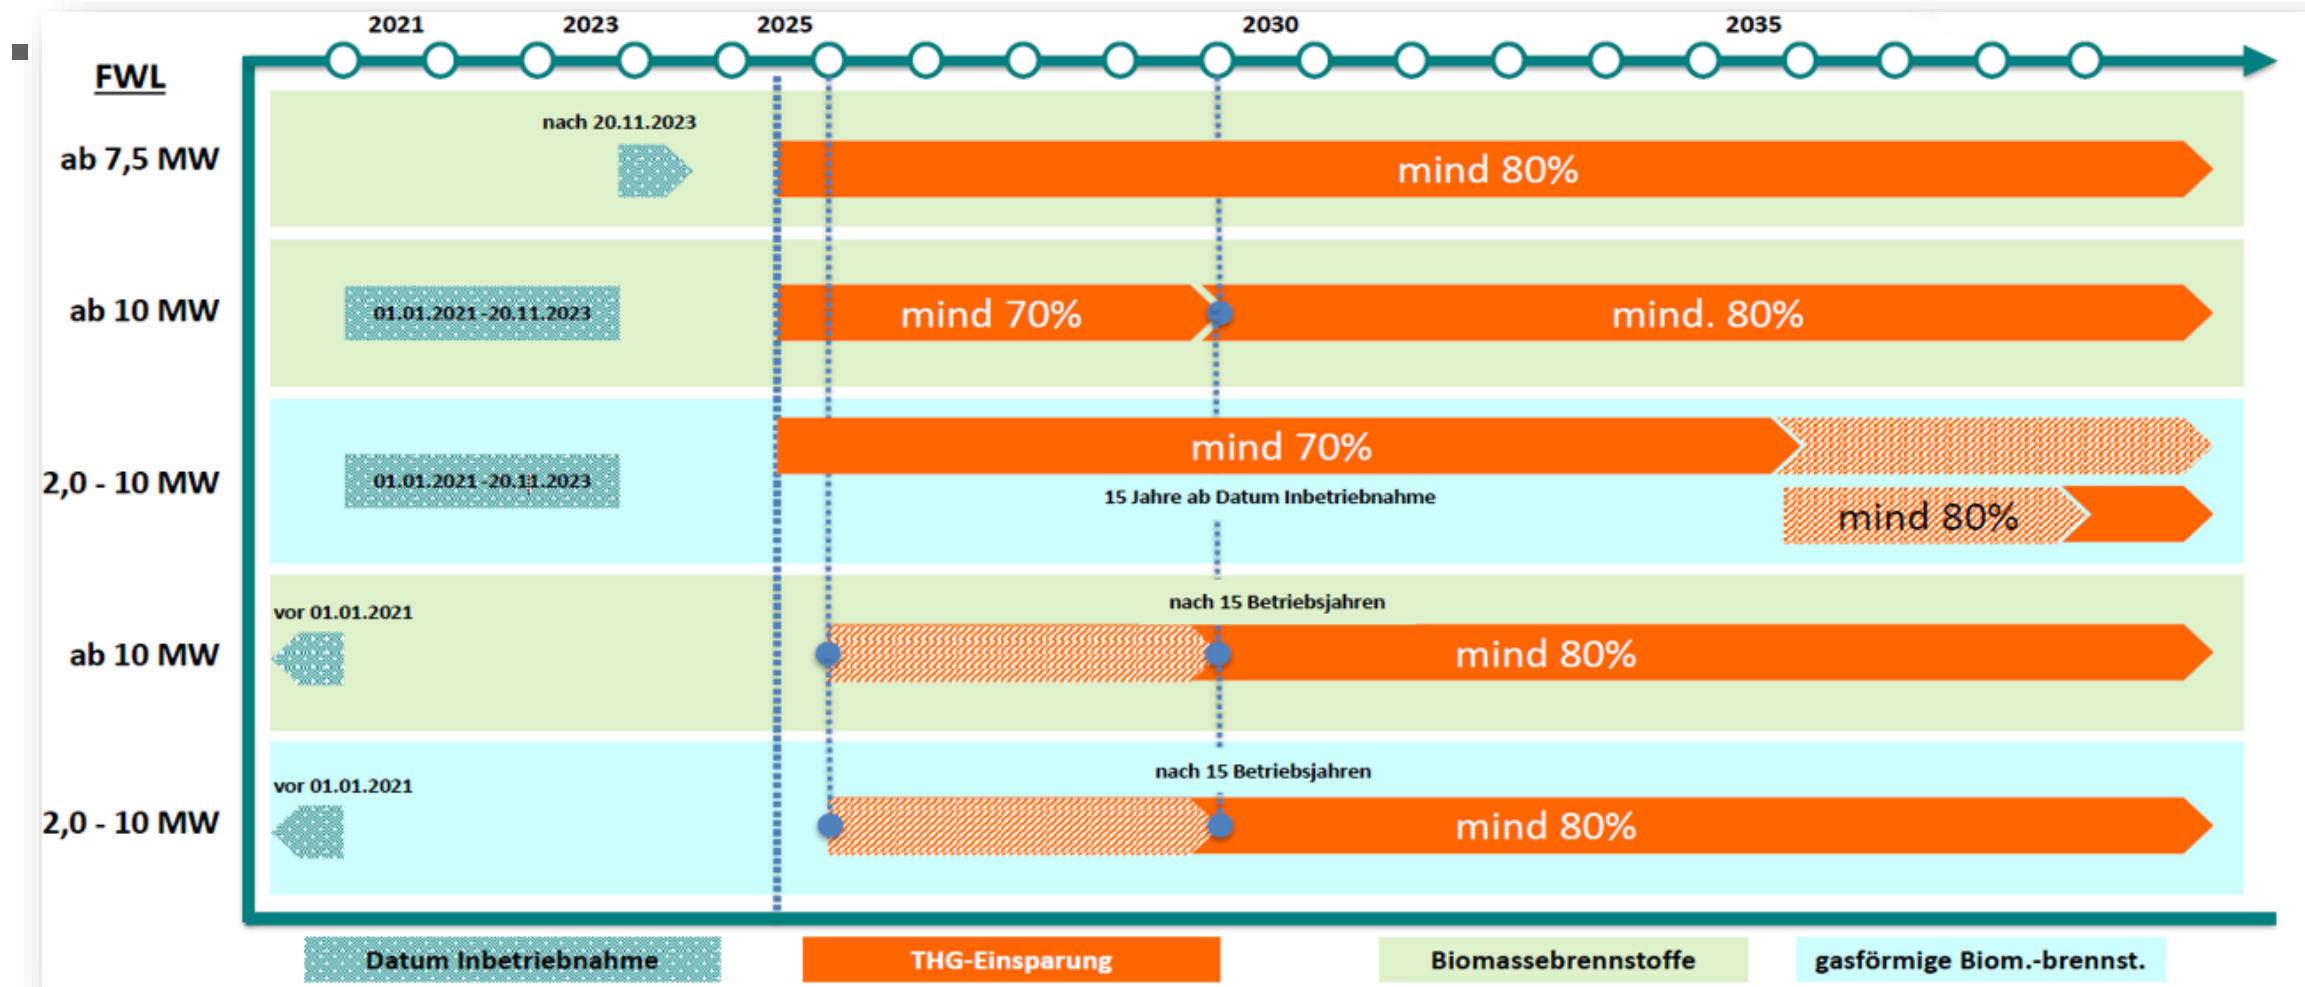 2021 2023 2025 2030 2035
FWL
nach 20.11.2023
ab 7,5 MW
mind 80%
ab 10 MW
01.01.2021 -20.11.2023
mind 70%
mind. 80%
mind 70%
2,0 - 10 MW
01.01.2021 -20.11.2023
15 Jahre ab Datum Inbetriebnahme
mind 80%
vor 01.01.2021
nach 15 Betriebsjahren
ab 10 MW
mind 80%
vor 01.01.2021
nach 15 Betriebsjahren
2,0 - 10 MW
mind 80%
Datum Inbetriebnahme
THG-Einsparung
Biomassebrennstoffe
gasförmige Biom.-brennst.